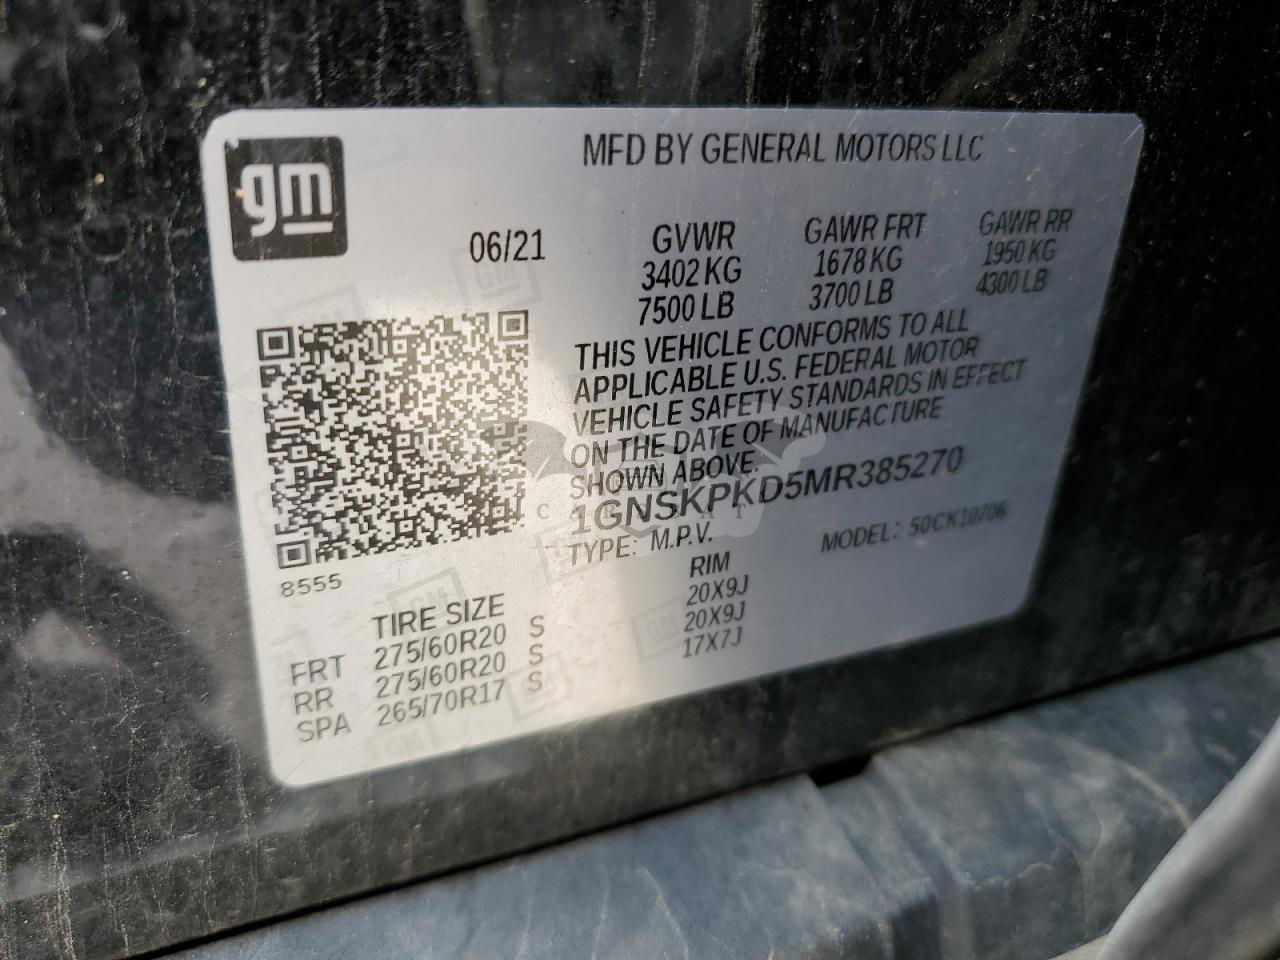 gm
MFD BY GENERAL MOTORS LLC
06/21
GVWR GAWR FRT GAWR RR
3402 KG 1678 KG 1950 KG
7500 LB 3700 LB 4300 LB
THIS VEHICLE CONFORMS TO ALL
APPLICABLE U.S. FEDERAL MOTOR
VEHICLE SAFETY STANDARDS IN EFFECT
ON THE DATE OF MANUFACTURE
SHOWN ABOVE.
1GNSKPKD5MR385270
TYPE: M.P.V. MODEL: 50CK10706
8555
TIRE SIZE RIM
FRT 275/60R20 S 20X9J
RR 275/60R20 S 20X9J
SPA 265/70R17 S 17X7J